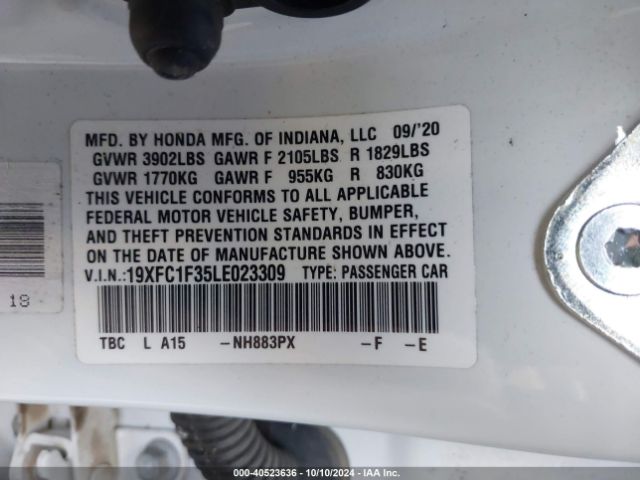 MFD. BY HONDA MFG. OF INDIANA, LLC 09/'20
GVWR 3902LBS GAWR F 2105LBS R 1829LBS
GVWR 1770KG GAWR F 955KG R 830KG
THIS VEHICLE CONFORMS TO ALL APPLICABLE
FEDERAL MOTOR VEHICLE SAFETY, BUMPER,
AND THEFT PREVENTION STANDARDS IN EFFECT
ON THE DATE OF MANUFACTURE SHOWN ABOVE.
V.I.N.:19XFC1F35LE023309 TYPE: PASSENGER CAR
TBC L A15 -NH883PX -F -E
18
000-40523636 - 10/10/2024 - IAA Inc.